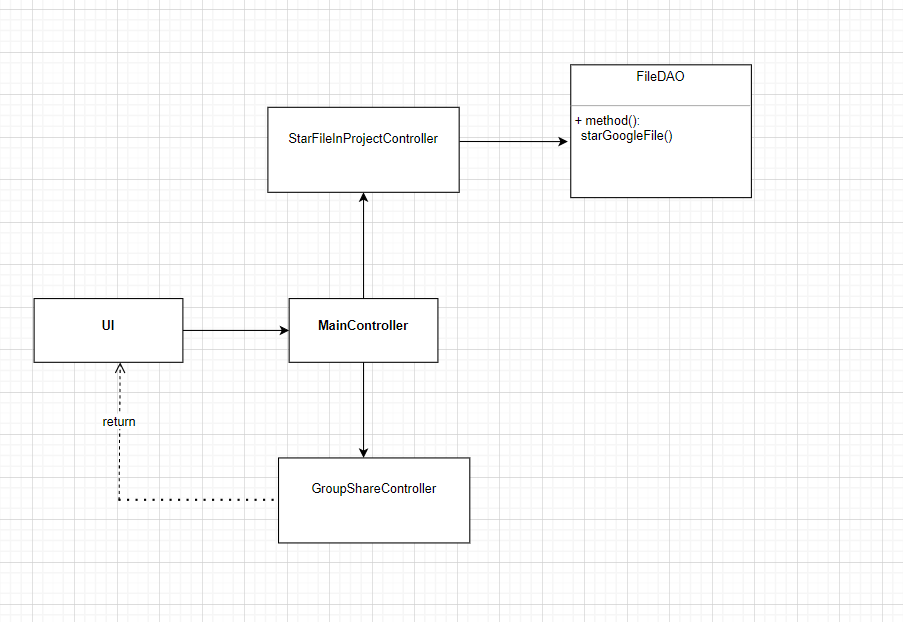 FileDAO
+ method():
starGoogleFile()
StarFileInProjectController
UI
MainController
return
GroupShareController